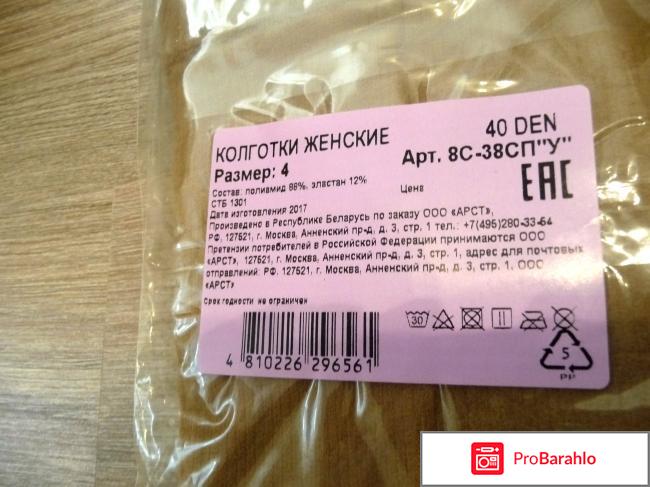 КОЛГОТКИ ЖЕНСКИЕ
40 DEN
Размер: 4
Арт. 8С-38СП"У"
Состав: полиамид 88%, эластан 12%
Цена
ЕАС
СТБ 1301
Дата изготовления 2017
Произведено в Республике Беларусь по заказу ООО «АРСТ»,
РФ, 127521, г. Москва, Анненский пр-д, д. 3, стр. 1 тел.: +7(495)280-33-64
Претензии потребителей в Российской Федерации принимаются ООО
«АРСТ», 127521, г. Москва, Анненский пр-д, д. 3, стр. 1, адрес для почтовых
отправлений: РФ, 127521, г. Москва, Анненский пр-д, д. 3, стр. 1, ООО
«АРСТ»
Срок годности не ограничен
30
4 810226 296561
5
PP
ProBarahlo